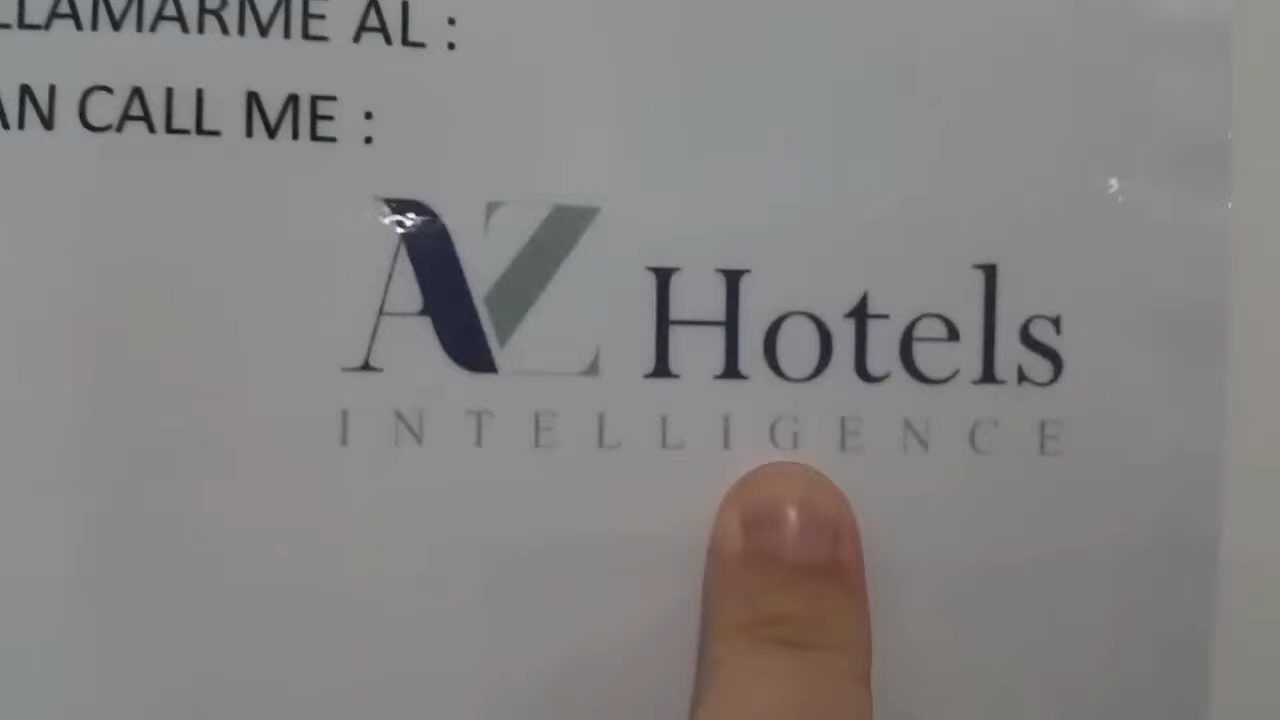 LLAMARME AL :
AN CALL ME :
AZ Hotels
INTELLIGENCE